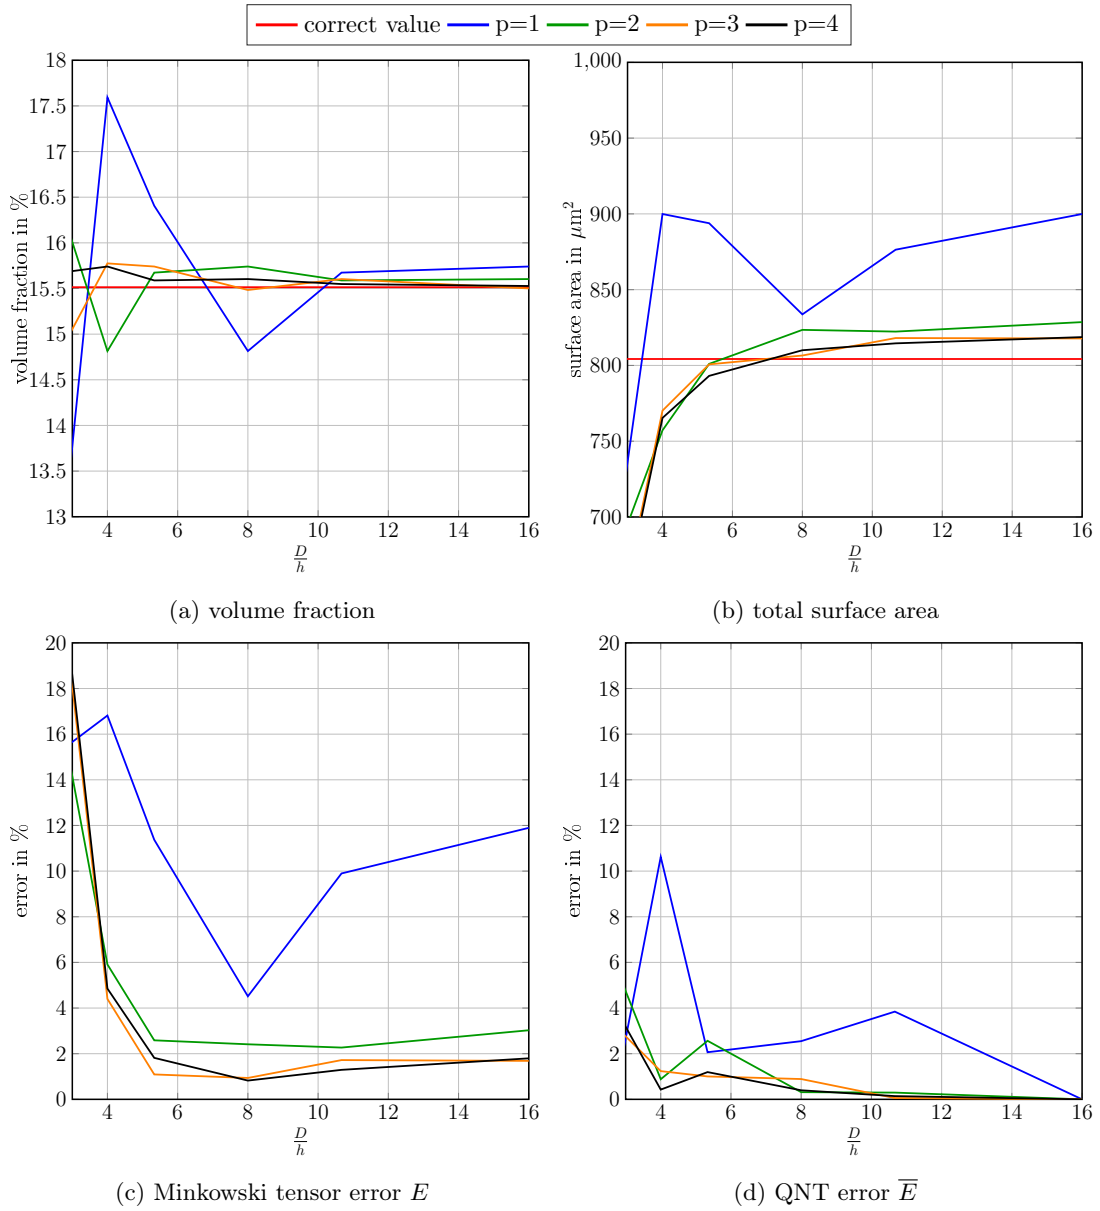 correct value p=1 p=2 p=3 p=4
18
17.5
17
16.5
16
15.5
15
14.5
14
13.5
13
4 6 8 10 12 14 16
volume fraction in %
D/h
(a) volume fraction
1,000
950
900
850
800
750
700
4 6 8 10 12 14 16
surface area in μm²
D/h
(b) total surface area
20
18
16
14
12
10
8
6
4
2
0
4 6 8 10 12 14 16
error in %
D/h
(c) Minkowski tensor error E
20
18
16
14
12
10
8
6
4
2
0
4 6 8 10 12 14 16
error in %
D/h
(d) QNT error E̅